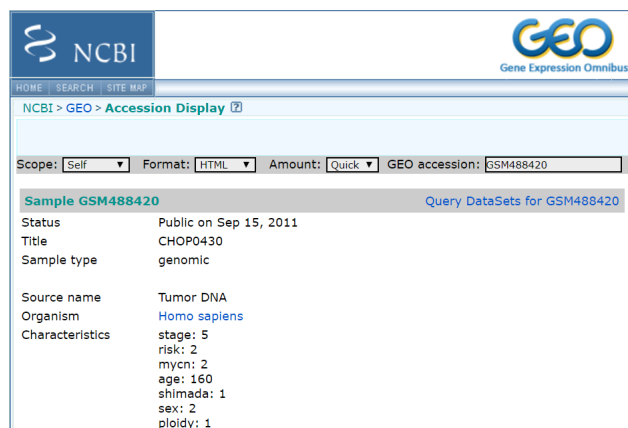 NCBI
GEO
Gene Expression Omnibus
HOME SEARCH SITE MAP
NCBI > GEO > Accession Display ?
Scope: Self Format: HTML Amount: Quick GEO accession: GSM488420
Sample GSM488420 Query DataSets for GSM488420
Status Public on Sep 15, 2011
Title CHOP0430
Sample type genomic
Source name Tumor DNA
Organism Homo sapiens
Characteristics stage: 5
risk: 2
mycn: 2
age: 160
shimada: 1
sex: 2
ploidy: 1